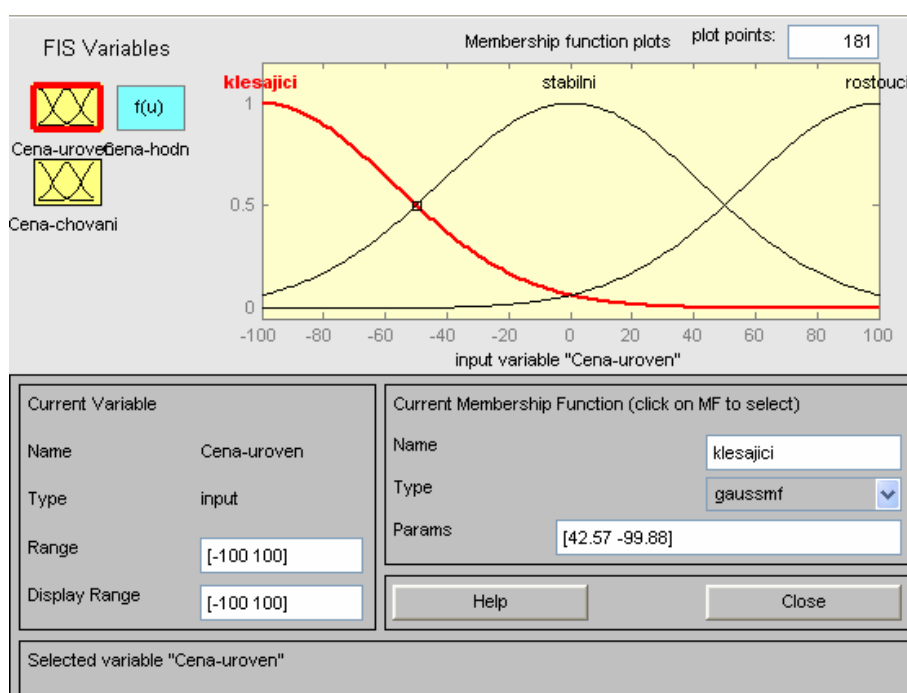 FIS Variables
Membership function plots
plot points:
181
f(u)
Cena-uroven
Cena-hodn
Cena-chovani
klesajici
stabilni
rostouci
1
0.5
0
-100
-80
-60
-40
-20
0
20
40
60
80
100
input variable "Cena-uroven"
Current Variable
Name
Cena-uroven
Type
input
Range
[-100 100]
Display Range
[-100 100]
Current Membership Function (click on MF to select)
Name
klesajici
Type
gaussmf
Params
[42.57 -99.88]
Help
Close
Selected variable "Cena-uroven"